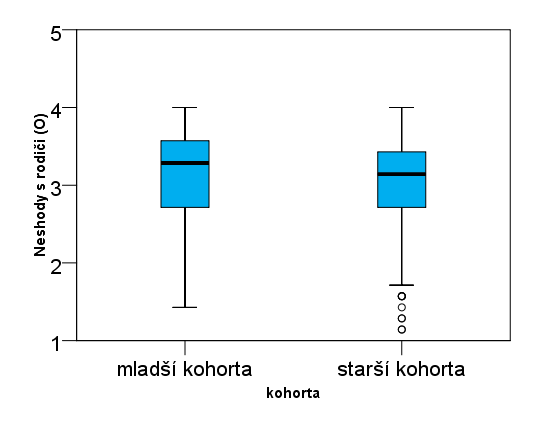 Neshody s rodiči (O)
5
4
3
2
1
mladší kohorta
starší kohorta
kohorta